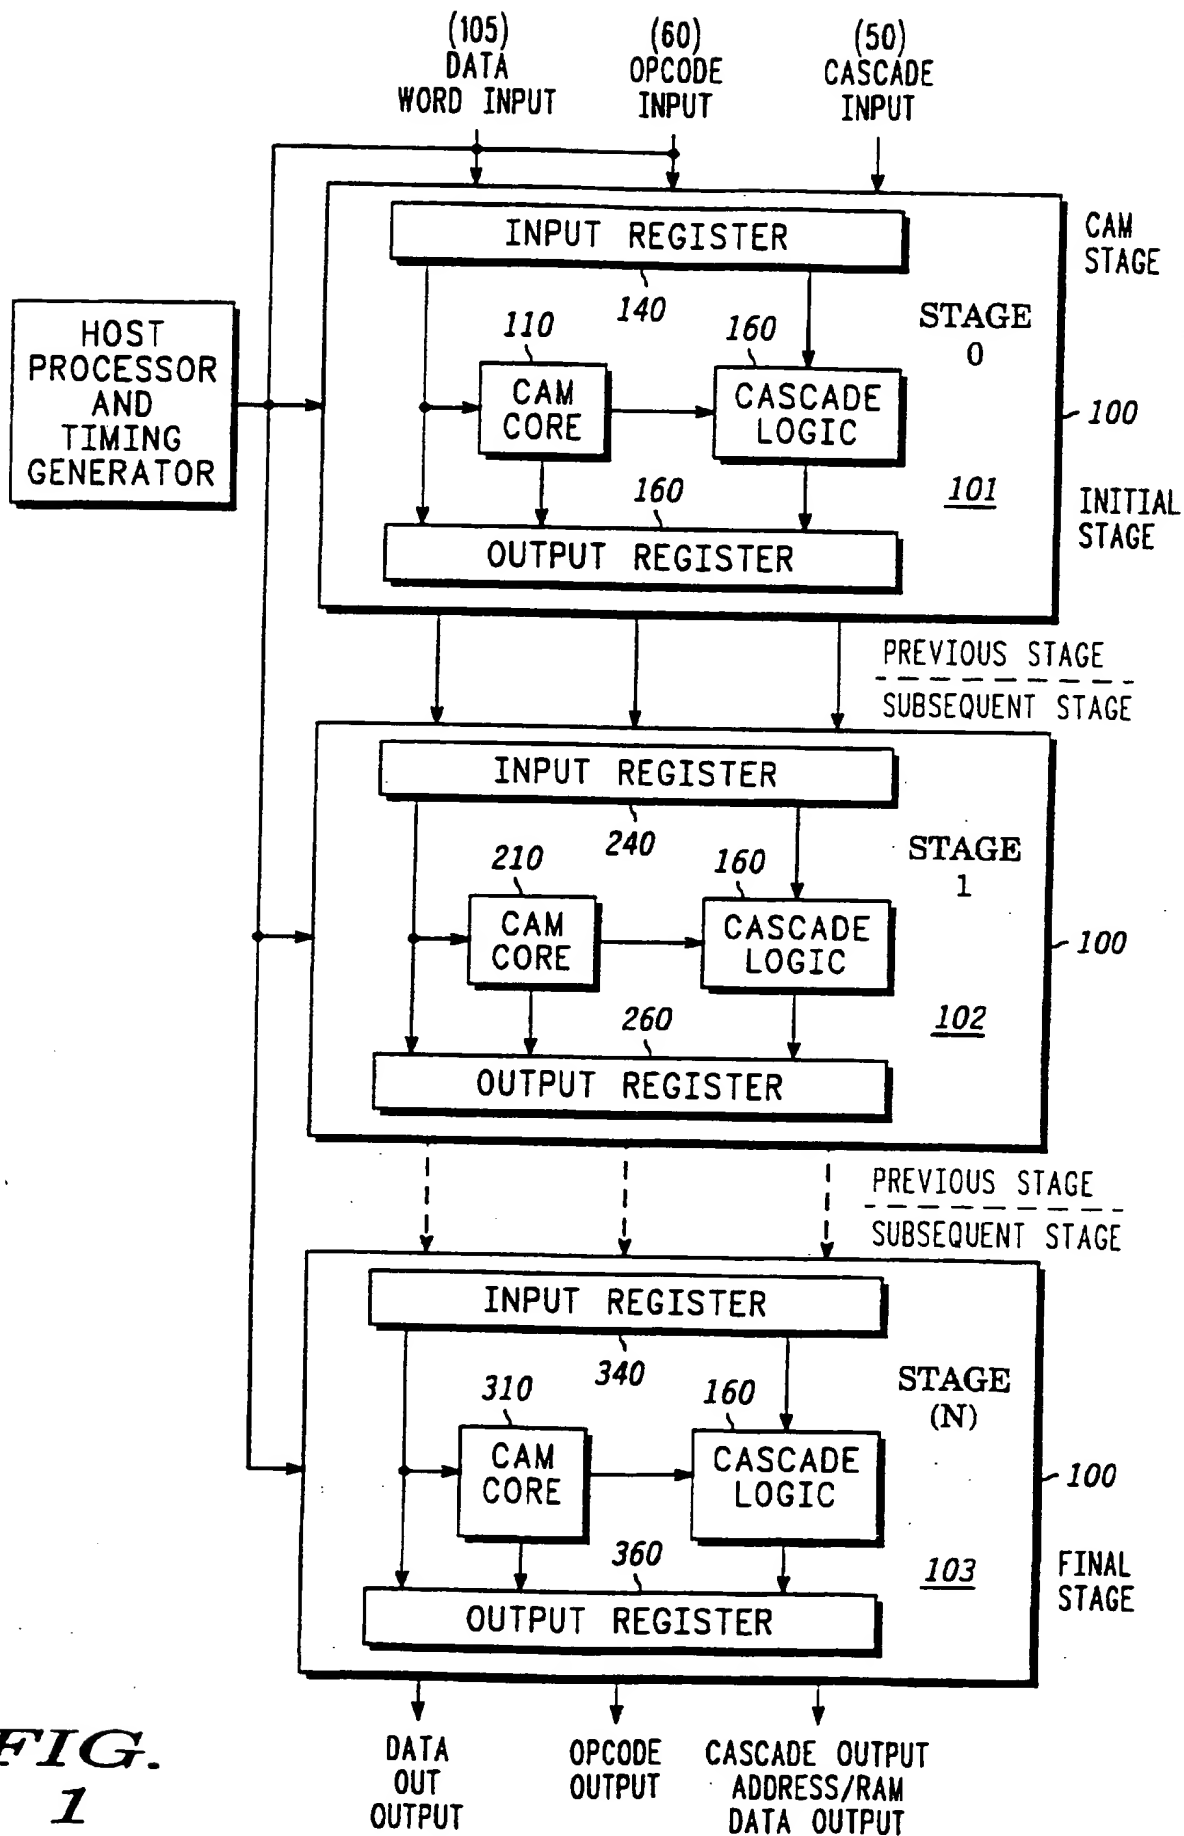 (105)
DATA
WORD INPUT
(60)
OPCODE
INPUT
(50)
CASCADE
INPUT
INPUT REGISTER
140
CAM
STAGE
STAGE
0
HOST
PROCESSOR
AND
TIMING
GENERATOR
110
CAM
CORE
160
CASCADE
LOGIC
100
101
160
OUTPUT REGISTER
INITIAL
STAGE
PREVIOUS STAGE
SUBSEQUENT STAGE
INPUT REGISTER
240
STAGE
1
210
CAM
CORE
160
CASCADE
LOGIC
100
102
260
OUTPUT REGISTER
PREVIOUS STAGE
SUBSEQUENT STAGE
INPUT REGISTER
340
STAGE
(N)
310
CAM
CORE
160
CASCADE
LOGIC
100
103
360
OUTPUT REGISTER
FINAL
STAGE
DATA
OUT
OUTPUT
OPCODE
OUTPUT
CASCADE OUTPUT
ADDRESS/RAM
DATA OUTPUT
FIG.
1